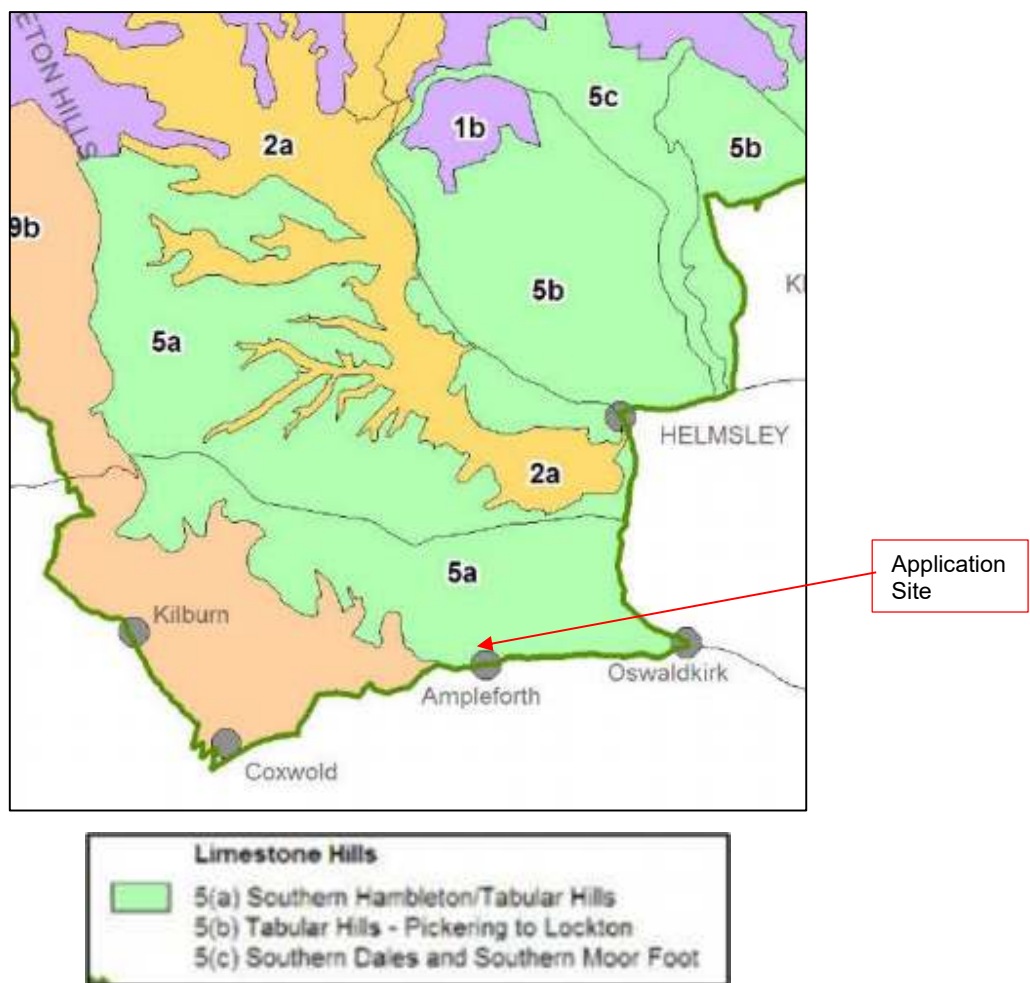 ETON HILLS
2a
1b
5c
5b
9b
5b
5a
KI
HELMSLEY
2a
5a
Application
Site
Kilburn
Ampleforth
Oswaldkirk
Coxwold
Limestone Hills
5(a) Southern Hambleton/Tabular Hills
5(b) Tabular Hills - Pickering to Lockton
5(c) Southern Dales and Southern Moor Foot